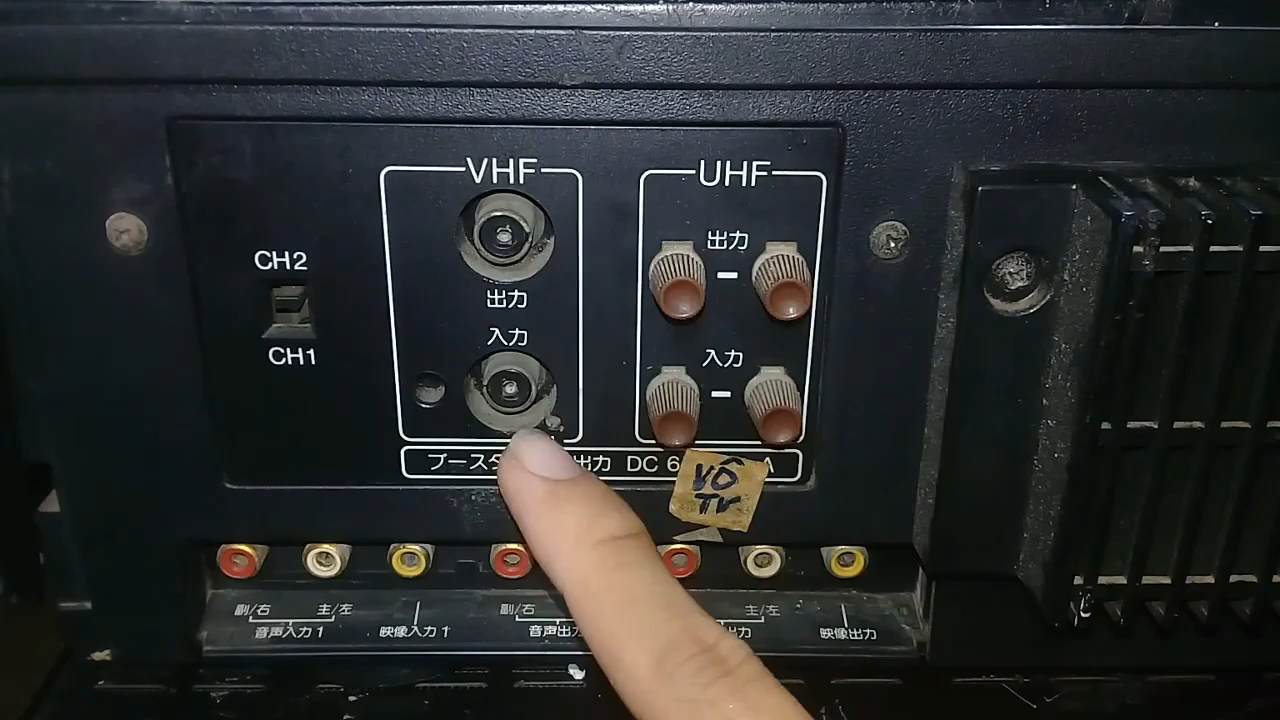 VHF
UHF
CH2
CH1
出力
入力
出力
入力
ブースタ 出力 DC 6 A
VÔ
TV
副/右 主/左
音声入力1
映像入力1
副/右
音声出力
主/左
出力
映像出力